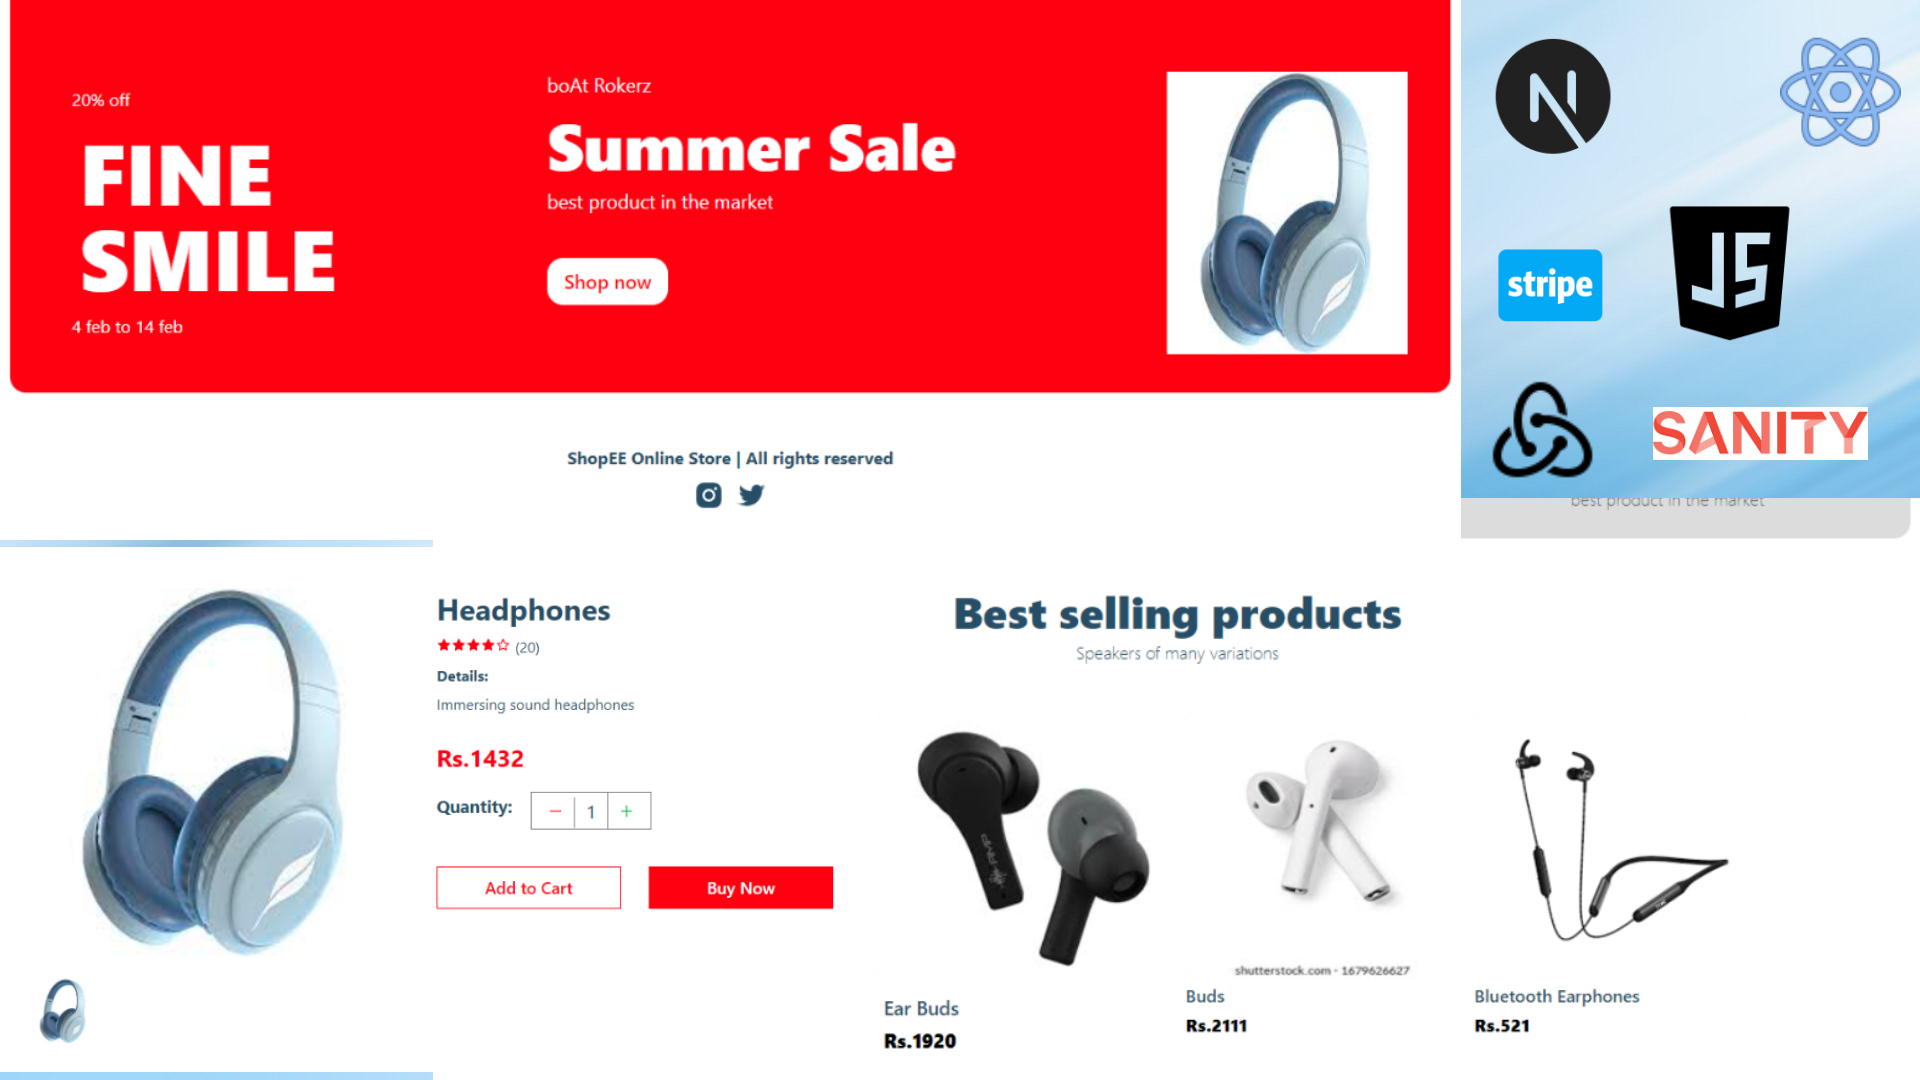 20% off
FINE
SMILE
4 feb to 14 feb
boAt Rokerz
Summer Sale
best product in the market
Shop now
ShopEE Online Store | All rights reserved
N
stripe
JS
SANITY
best product in the market
Headphones
(20)
Details:
Immersing sound headphones
Rs.1432
Quantity:
− 1 +
Add to Cart
Buy Now
Best selling products
Speakers of many variations
AMP
shutterstock.com · 1679626627
Ear Buds
Rs.1920
Buds
Rs.2111
Bluetooth Earphones
Rs.521